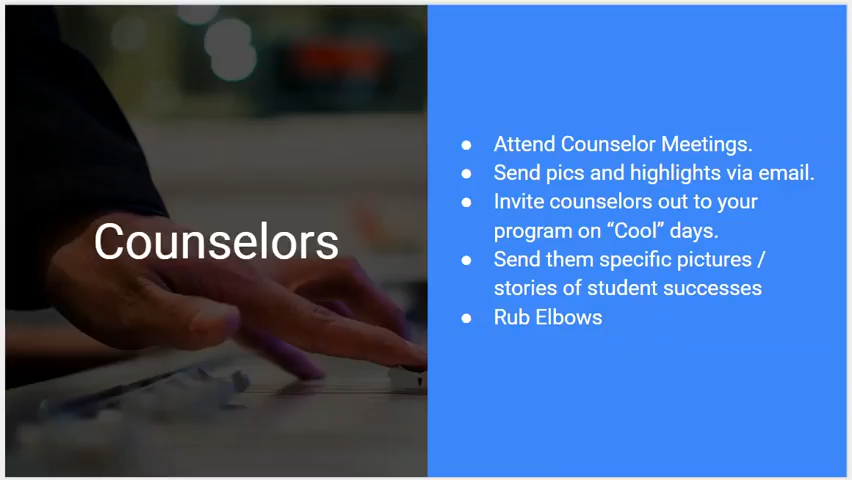 Counselors
● Attend Counselor Meetings.
● Send pics and highlights via email.
● Invite counselors out to your
program on “Cool” days.
● Send them specific pictures /
stories of student successes
● Rub Elbows